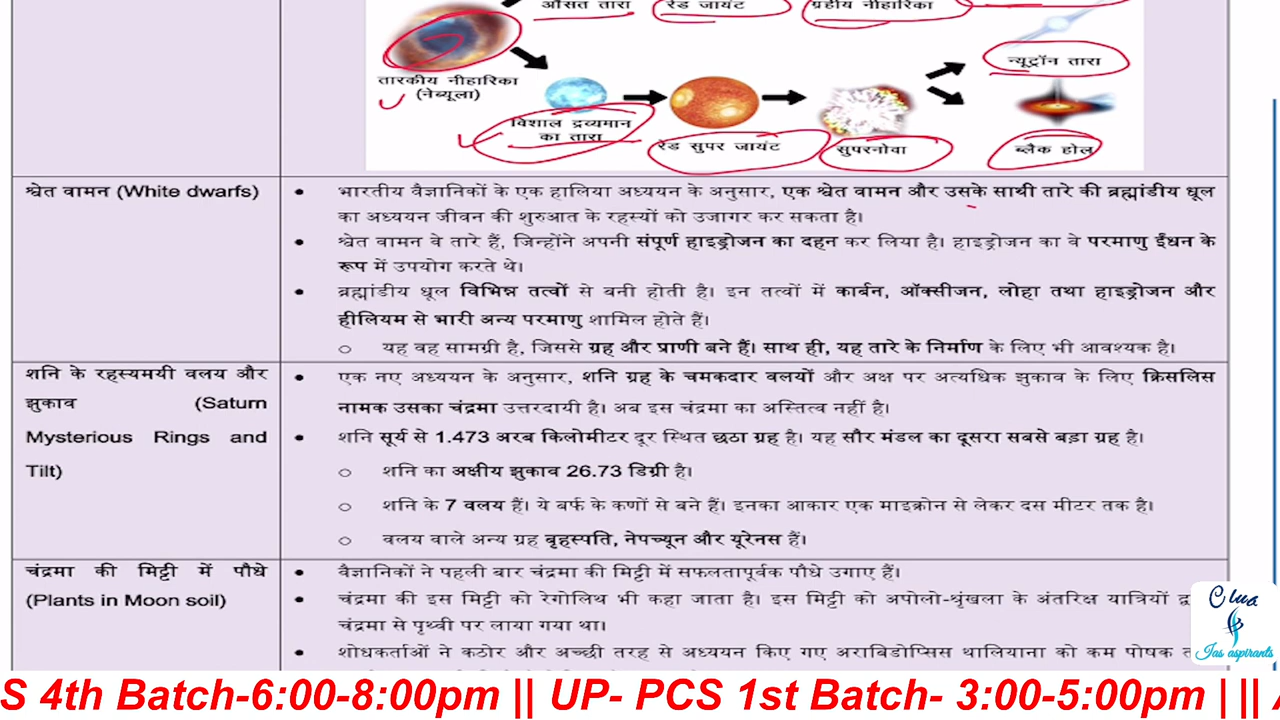 औसत तारा
रेड जायंट
ग्रहीय नीहारिका
तारकीय नीहारिका
(नेब्यूला)
न्यूट्रॉन तारा
विशाल द्रव्यमान
का तारा
रेड सुपर जायंट
सुपरनोवा
ब्लैक होल
श्वेत वामन (White dwarfs)
• भारतीय वैज्ञानिकों के एक हालिया अध्ययन के अनुसार, एक श्वेत वामन और उसके साथी तारे की ब्रह्मांडीय धूल
का अध्ययन जीवन की शुरुआत के रहस्यों को उजागर कर सकता है।
• श्वेत वामन वे तारे हैं, जिन्होंने अपनी संपूर्ण हाइड्रोजन का दहन कर लिया है। हाइड्रोजन का वे परमाणु ईंधन के
रूप में उपयोग करते थे।
• ब्रह्मांडीय धूल विभिन्न तत्वों से बनी होती है। इन तत्वों में कार्बन, ऑक्सीजन, लोहा तथा हाइड्रोजन और
हीलियम से भारी अन्य परमाणु शामिल होते हैं।
o यह वह सामग्री है, जिससे ग्रह और प्राणी बने हैं। साथ ही, यह तारे के निर्माण के लिए भी आवश्यक है।
शनि के रहस्यमयी वलय और
झुकाव (Saturn
Mysterious Rings and
Tilt)
• एक नए अध्ययन के अनुसार, शनि ग्रह के चमकदार वलयों और अक्ष पर अत्यधिक झुकाव के लिए क्रिसलिस
नामक उसका चंद्रमा उत्तरदायी है। अब इस चंद्रमा का अस्तित्व नहीं है।
• शनि सूर्य से 1.473 अरब किलोमीटर दूर स्थित छठा ग्रह है। यह सौर मंडल का दूसरा सबसे बड़ा ग्रह है।
o शनि का अक्षीय झुकाव 26.73 डिग्री है।
o शनि के 7 वलय हैं। ये बर्फ के कणों से बने हैं। इनका आकार एक माइक्रोन से लेकर दस मीटर तक है।
o वलय वाले अन्य ग्रह बृहस्पति, नेपच्यून और यूरेनस हैं।
चंद्रमा की मिट्टी में पौधे
(Plants in Moon soil)
• वैज्ञानिकों ने पहली बार चंद्रमा की मिट्टी में सफलतापूर्वक पौधे उगाए हैं।
• चंद्रमा की इस मिट्टी को रेगोलिथ भी कहा जाता है। इस मिट्टी को अपोलो-श्रृंखला के अंतरिक्ष यात्रियों
चंद्रमा से पृथ्वी पर लाया गया था।
• शोधकर्ताओं ने कठोर और अच्छी तरह से अध्ययन किए गए अराबिडोप्सिस थालियाना को कम पोषक
Ias aspirants
S 4th Batch-6:00-8:00pm || UP- PCS 1st Batch- 3:00-5:00pm | ||